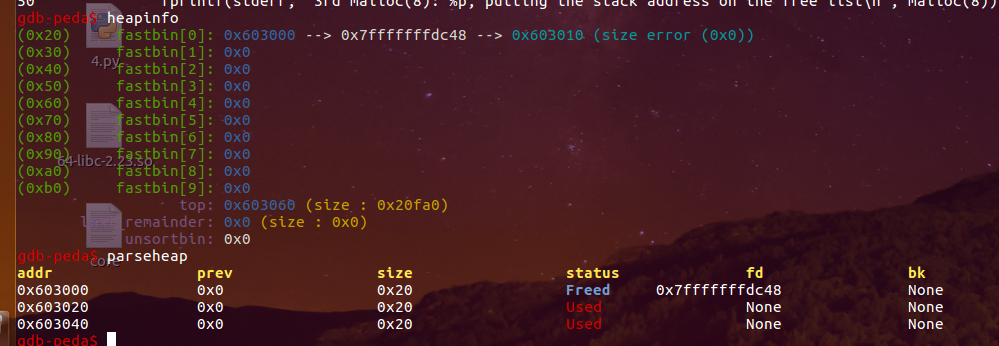 50 fprintf(stderr, "3rd malloc(8): %p, putting the stack address on the free list\n", malloc(8))
gdb-peda$ heapinfo
(0x20) fastbin[0]: 0x603000 --> 0x7fffffffdc48 --> 0x603010 (size error (0x0))
(0x30) fastbin[1]: 0x0
(0x40) fastbin[2]: 0x0
(0x50) fastbin[3]: 0x0
(0x60) fastbin[4]: 0x0
(0x70) fastbin[5]: 0x0
(0x80) fastbin[6]: 0x0
(0x90) fastbin[7]: 0x0
(0xa0) fastbin[8]: 0x0
(0xb0) fastbin[9]: 0x0
top: 0x603060 (size : 0x20fa0)
last_remainder: 0x0 (size : 0x0)
unsortbin: 0x0
gdb-peda$ parseheap
addr prev size status fd bk
0x603000 0x0 0x20 Freed 0x7fffffffdc48 None
0x603020 0x0 0x20 Used None None
0x603040 0x0 0x20 Used None None
gdb-peda$
4.py
64-libc-2.23.so
core